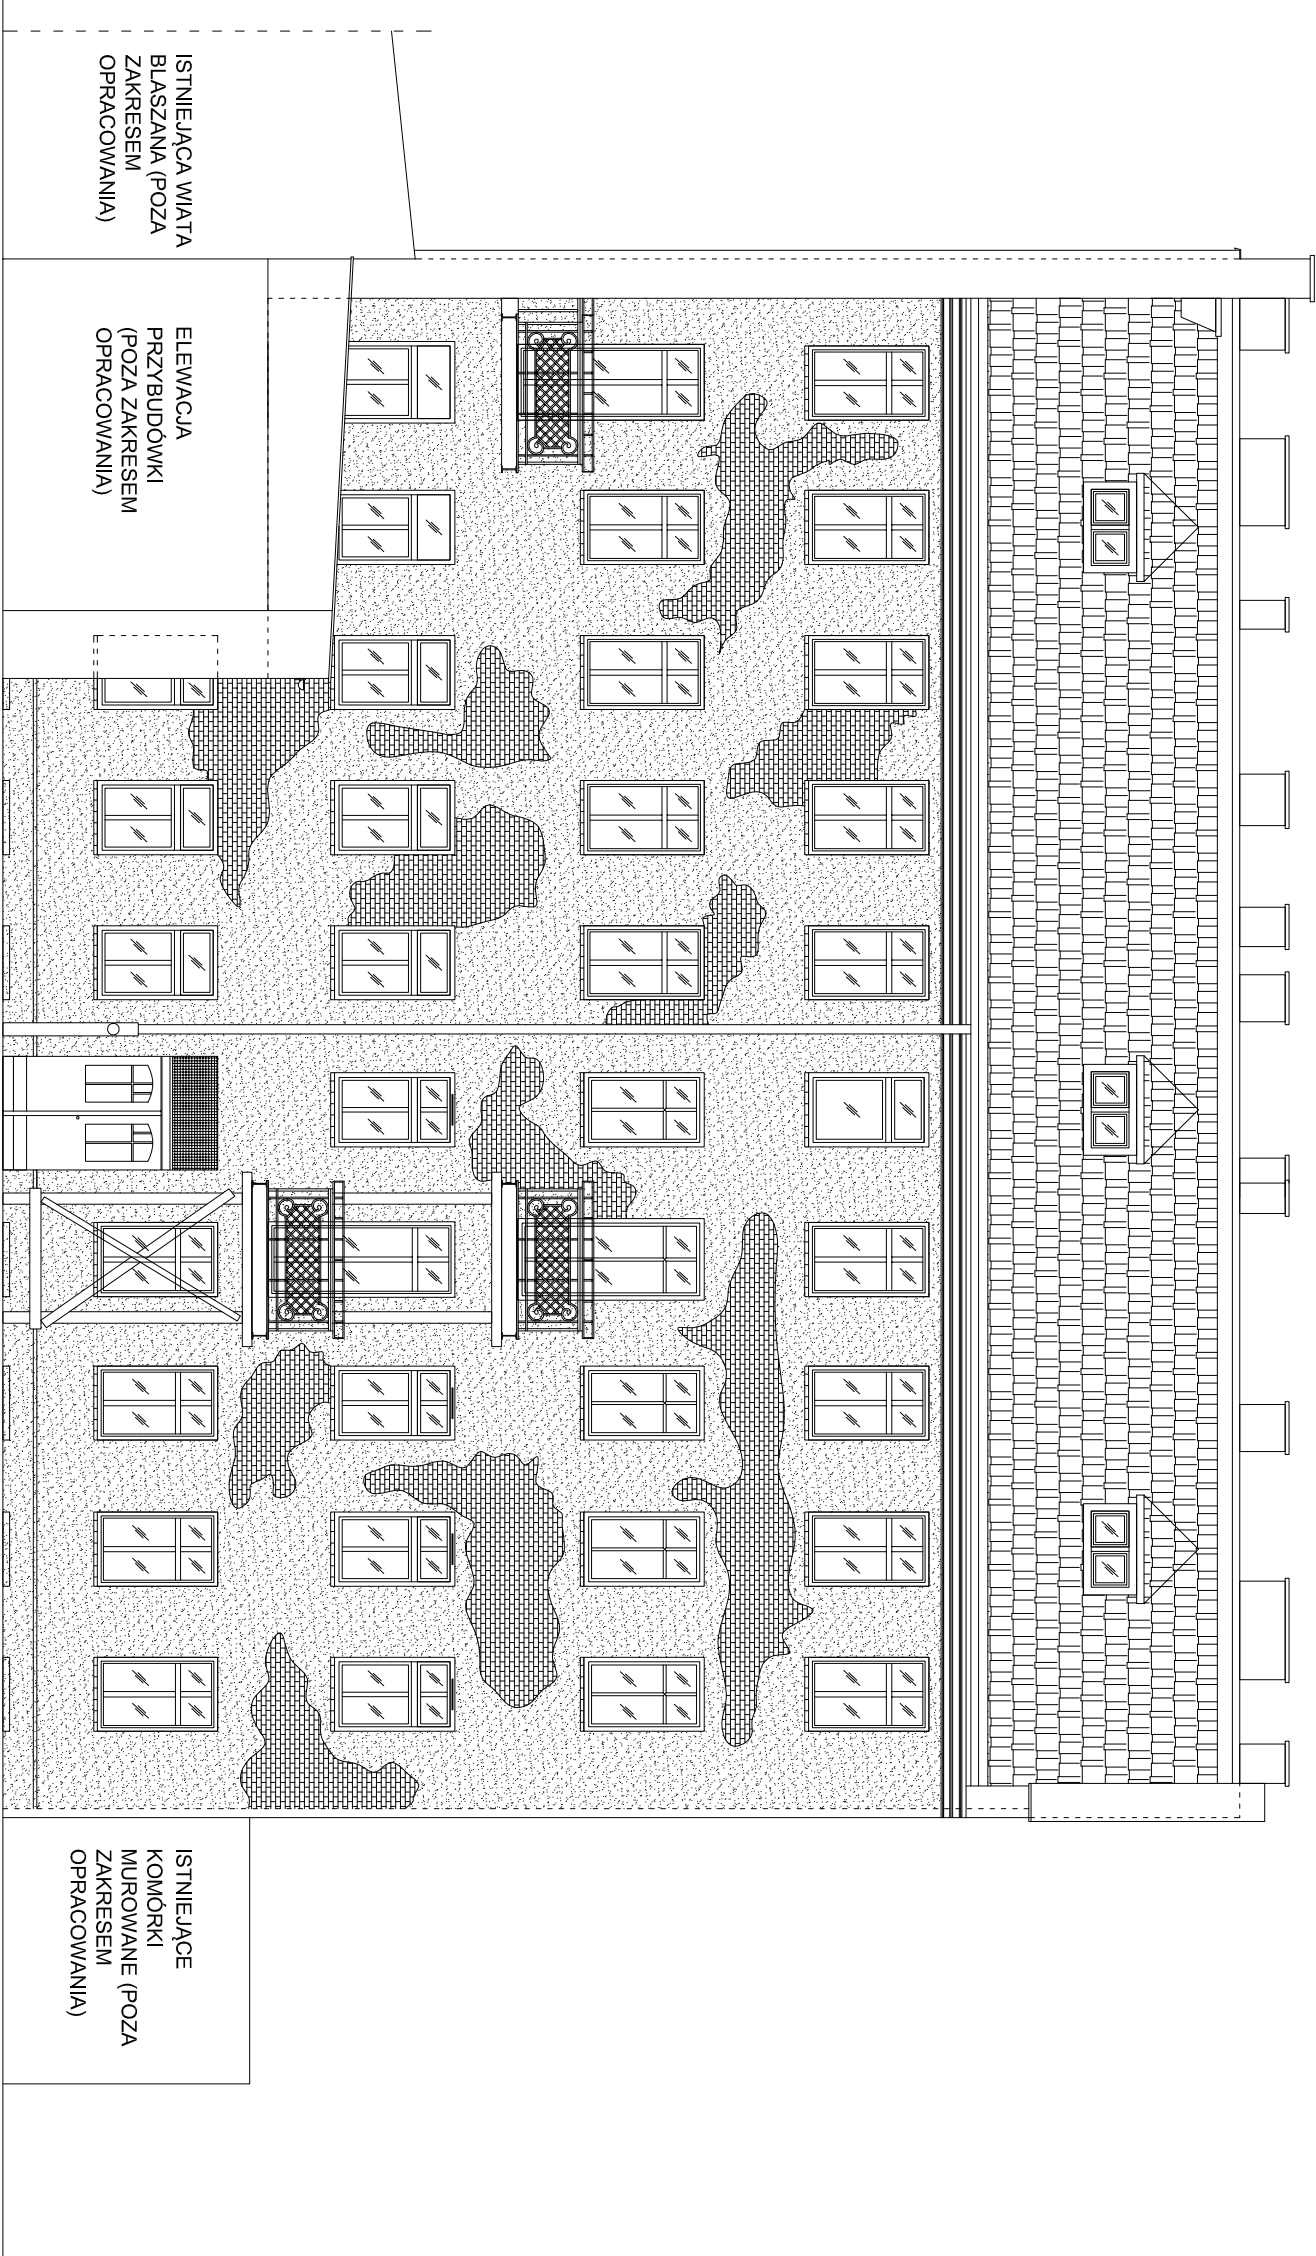 ISTNIEJĄCA WIATA
BLASZANA (POZA
ZAKRESEM
OPRACOWANIA)
ELEWACJA
PRZYBUDÓWKI
(POZA ZAKRESEM
OPRACOWANIA)
ISTNIEJĄCE
KOMÓRKI
MUROWANE (POZA
ZAKRESEM
OPRACOWANIA)